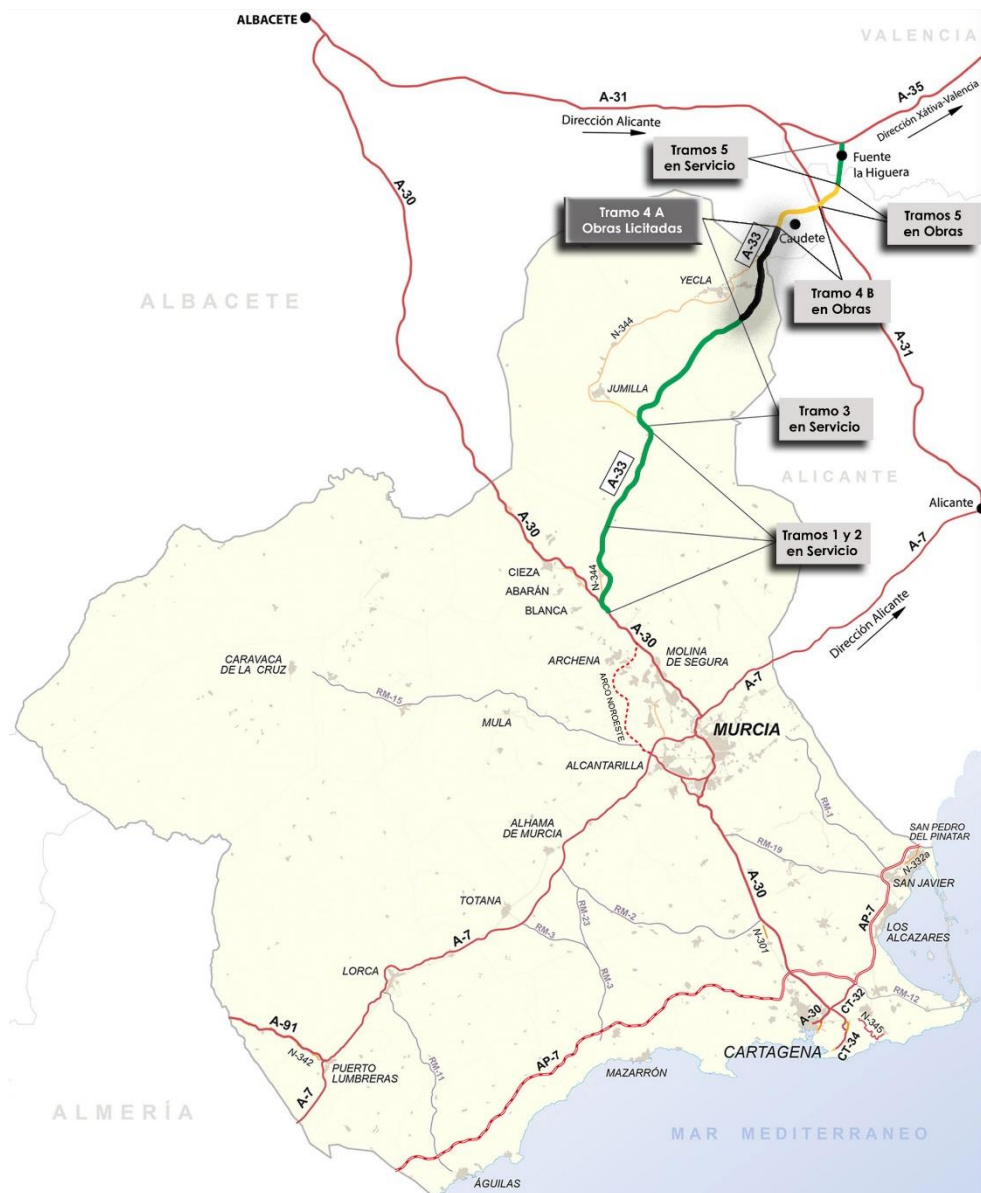 ALBACETE
VALENCIA
A-31
A-35
Dirección Alicante
Dirección Xátiva-Valencia
Tramos 5
en Servicio
Fuente
la Higuera
A-30
Tramo 4 A
Obras Licitadas
Tramos 5
en Obras
Caudete
A-33
YECLA
ALBACETE
Tramo 4 B
en Obras
N-344
A-31
JUMILLA
Tramo 3
en Servicio
A-33
ALICANTE
Alicante
A-30
Tramos 1 y 2
en Servicio
A-7
CIEZA
N-344
ABARÁN
BLANCA
A-30
Dirección Alicante
ARCHENA
MOLINA
DE SEGURA
CARAVACA
DE LA CRUZ
A-7
RM-15
ARCO NOROESTE
MULA
MURCIA
ALCANTARILLA
RM-1
ALHAMA
DE MURCIA
SAN PEDRO
DEL PINATAR
RM-19
N-332a
A-30
SAN JAVIER
TOTANA
RM-23
RM-2
AP-7
LOS
ALCAZARES
A-7
RM-3
N-301
LORCA
RM-3
CT-32
RM-12
A-91
A-30
N-345
N-342
CARTAGENA
CT-34
PUERTO
LUMBRERAS
AP-7
MAZARRÓN
RM-11
A-7
ALMERÍA
MAR MEDITERRANEO
ÁGUILAS